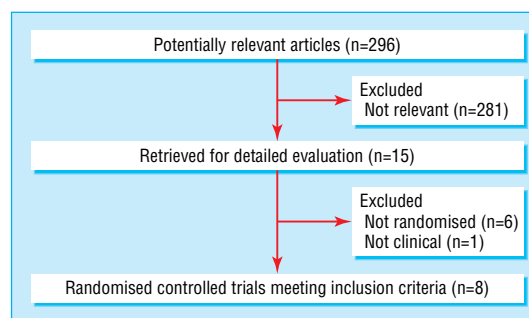 Potentially relevant articles (n=296)
Excluded
Not relevant (n=281)
Retrieved for detailed evaluation (n=15)
Excluded
Not randomised (n=6)
Not clinical (n=1)
Randomised controlled trials meeting inclusion criteria (n=8)